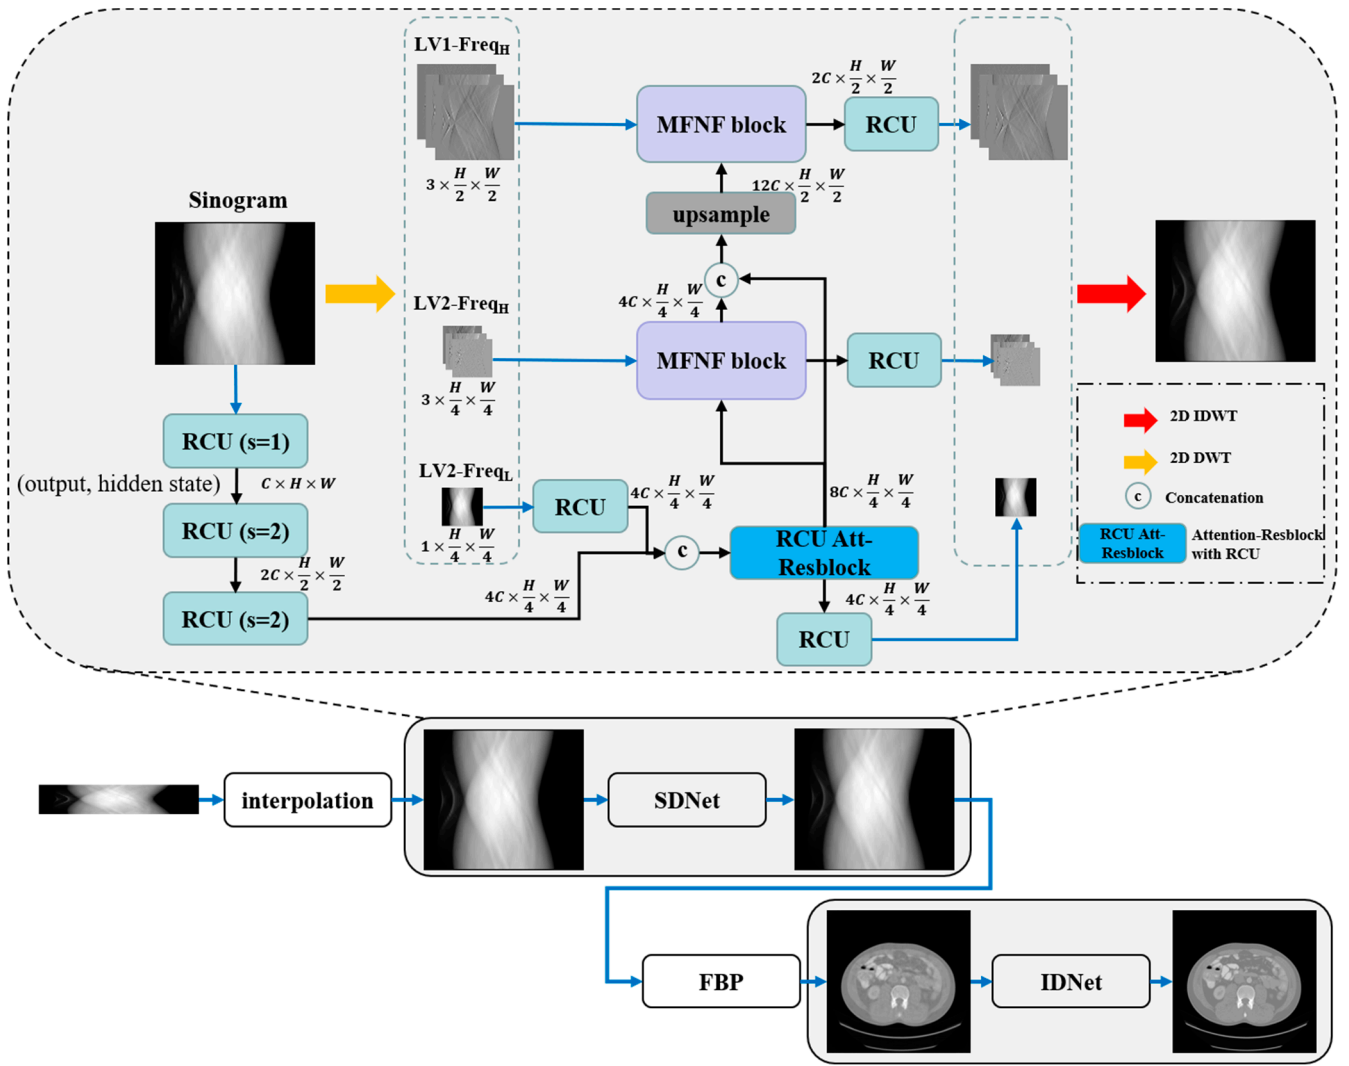 Sinogram
RCU (s=1)
(output, hidden state)
C × H × W
RCU (s=2)
2C × H/2 × W/2
RCU (s=2)
LV1-Freq_H
3 × H/2 × W/2
LV2-Freq_H
3 × H/4 × W/4
LV2-Freq_L
1 × H/4 × W/4
RCU
4C × H/4 × W/4
4C × H/4 × W/4
c
RCU Att-
Resblock
8C × H/4 × W/4
4C × H/4 × W/4
RCU
MFNF block
RCU
4C × H/4 × W/4
c
upsample
12C × H/2 × W/2
MFNF block
2C × H/2 × W/2
RCU
2D IDWT
2D DWT
c
Concatenation
RCU Att-
Resblock
Attention-Resblock
with RCU
interpolation
SDNet
FBP
IDNet